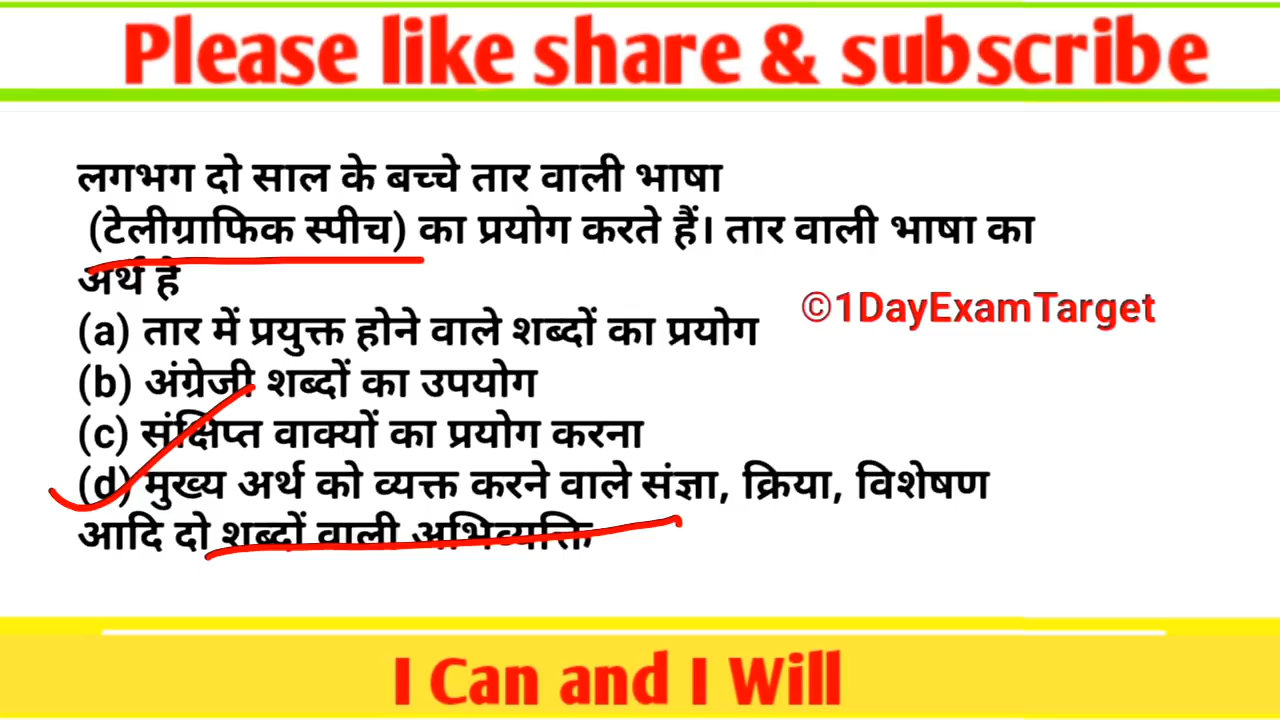 Please like share & subscribe
लगभग दो साल के बच्चे तार वाली भाषा
(टेलीग्राफिक स्पीच) का प्रयोग करते हैं। तार वाली भाषा का
अर्थ है
©1DayExamTarget
(a) तार में प्रयुक्त होने वाले शब्दों का प्रयोग
(b) अंग्रेजी शब्दों का उपयोग
(c) संक्षिप्त वाक्यों का प्रयोग करना
(d) मुख्य अर्थ को व्यक्त करने वाले संज्ञा, क्रिया, विशेषण
आदि दो शब्दों वाली अभिव्यक्ति
I Can and I Will